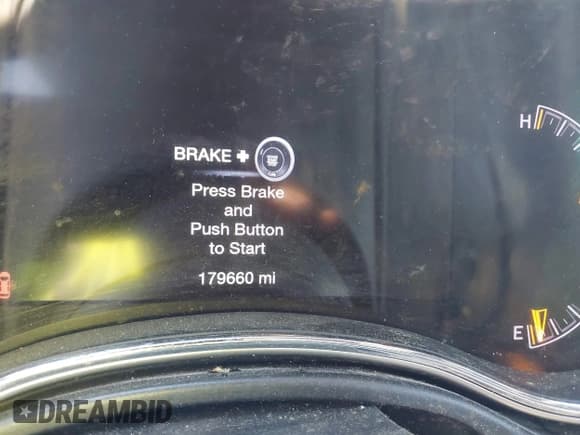 H
BRAKE +
Press Brake
and
Push Button
to Start
179660 mi
E
DREAMBID